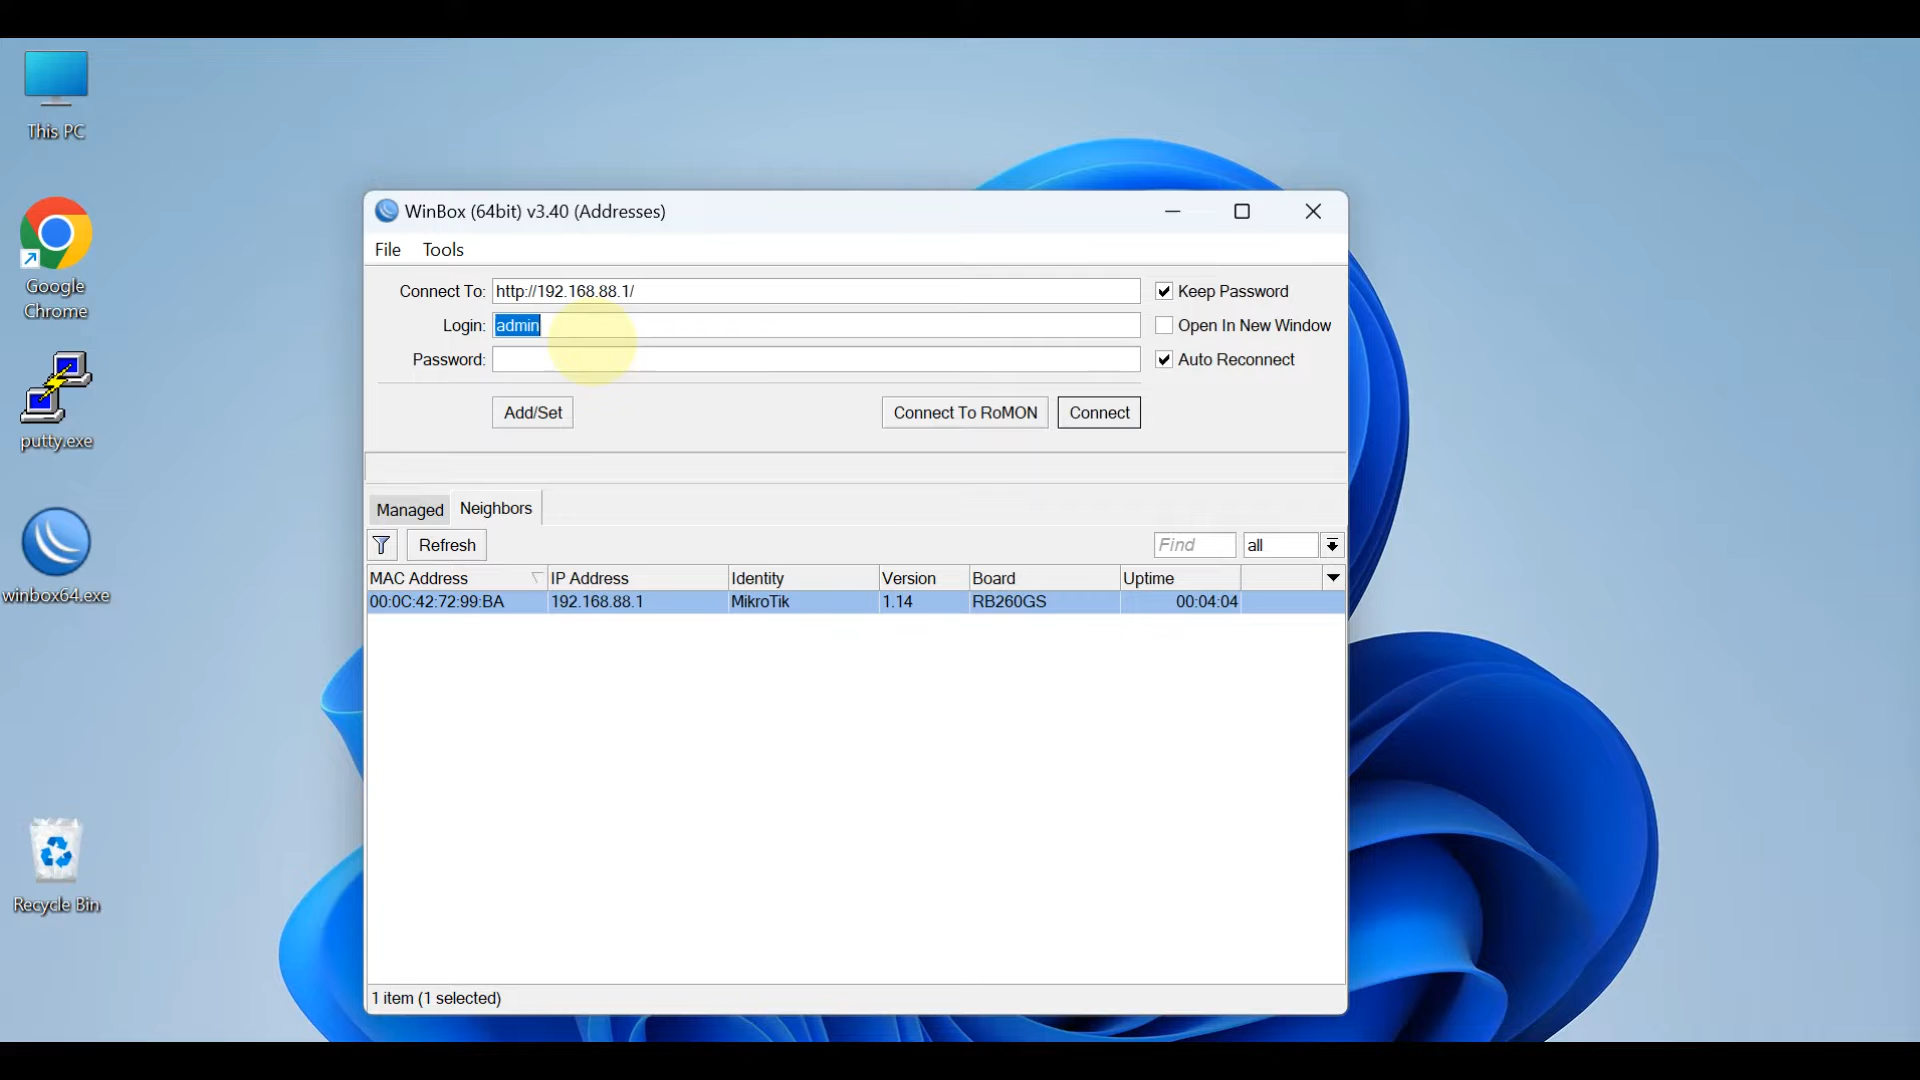 This PC
Google
Chrome
putty.exe
winbox64.exe
Recycle Bin
WinBox (64bit) v3.40 (Addresses)
File Tools
Connect To: http://192.168.88.1/ Keep Password
Login: admin Open In New Window
Password: Auto Reconnect
Add/Set Connect To RoMON Connect
Managed Neighbors
Refresh Find all
MAC Address IP Address Identity Version Board Uptime
00:0C:42:72:99:BA 192.168.88.1 MikroTik 1.14 RB260GS 00:04:04
1 item (1 selected)